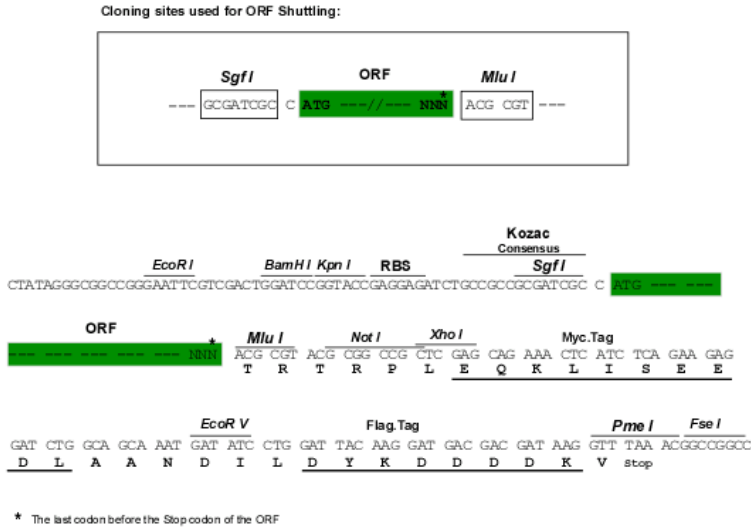 Cloning sites used for ORF Shuttling:
Sgf I ORF Mlu I
--- GCGATCGC C ATG ---//--- NNN* ACG CGT ---
Kozac
Consensus
EcoR I BamH I Kpn I RBS Sgf I
CTATAGGGCGGCCGGGAATTCGTCGACTGGATCCGGTACCGAGGAGATCTGCCGCCGCGATCGC C ATG --- ---
ORF
Mlu I Not I Xho I Myc.Tag
--- --- --- --- --- --- NNN* ACG CGT ACG CGG CCG CTC GAG CAG AAA CTC ATC TCA GAA GAG
T R T R P L E Q K L I S E E
EcoR V Flag.Tag Pme I Fse I
GAT CTG GCA GCA AAT GAT ATC CTG GAT TAC AAG GAT GAC GAC GAT AAG GTT TAA ACGGCCGGCC
D L A A N D I L D Y K D D D D K V Stop
* The last codon before the Stop codon of the ORF